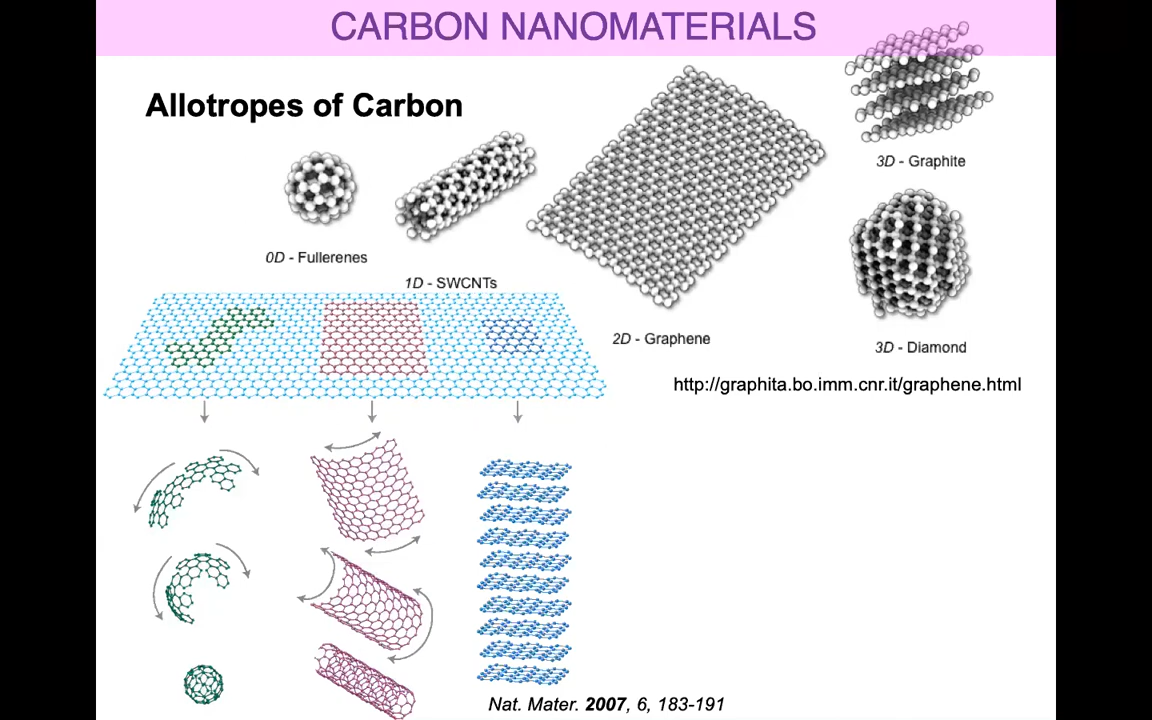 CARBON NANOMATERIALS
Allotropes of Carbon
3D - Graphite
0D - Fullerenes
1D - SWCNTs
2D - Graphene
3D - Diamond
http://graphita.bo.imm.cnr.it/graphene.html
Nat. Mater. 2007, 6, 183-191